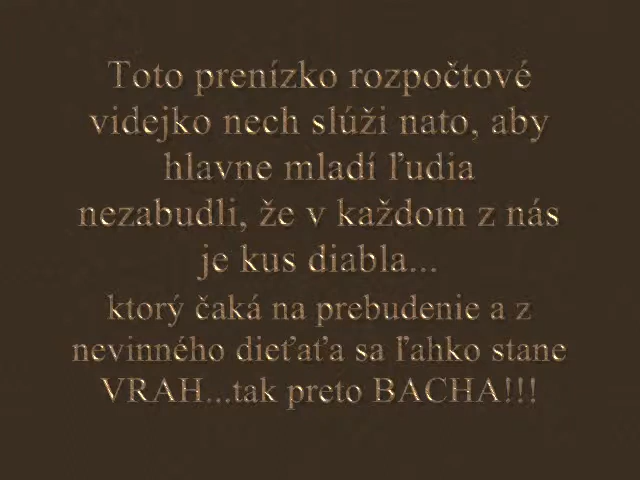 Toto prenízko rozpočtové
videjko nech slúži nato, aby
hlavne mladí ľudia
nezabudli, že v každom z nás
je kus diabla...
ktorý čaká na prebudenie a z
nevinného dieťaťa sa ľahko stane
VRAH...tak preto BACHA!!!